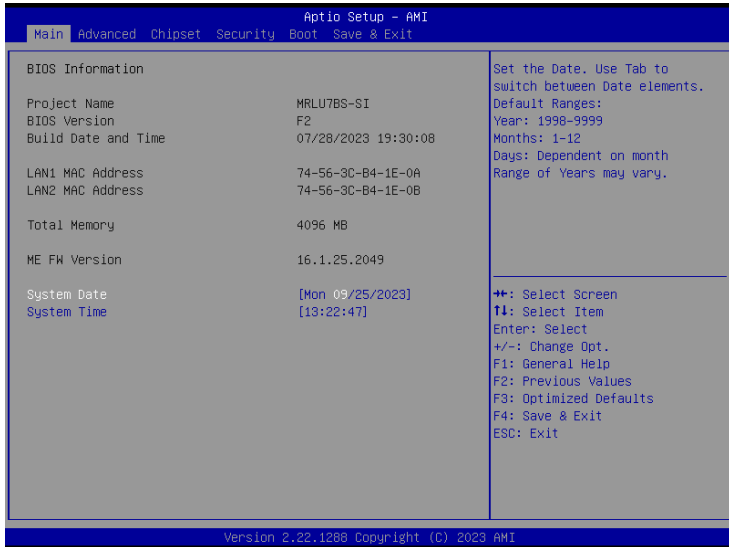 Aptio Setup – AMI
Main Advanced Chipset Security Boot Save & Exit
BIOS Information
Project Name MRLU7BS-SI
BIOS Version F2
Build Date and Time 07/28/2023 19:30:08
LAN1 MAC Address 74-56-3C-B4-1E-0A
LAN2 MAC Address 74-56-3C-B4-1E-0B
Total Memory 4096 MB
ME FW Version 16.1.25.2049
System Date [Mon 09/25/2023]
System Time [13:22:47]
Set the Date. Use Tab to
switch between Date elements.
Default Ranges:
Year: 1998-9999
Months: 1-12
Days: Dependent on month
Range of Years may vary.
→←: Select Screen
↑↓: Select Item
Enter: Select
+/-: Change Opt.
F1: General Help
F2: Previous Values
F3: Optimized Defaults
F4: Save & Exit
ESC: Exit
Version 2.22.1288 Copyright (C) 2023 AMI